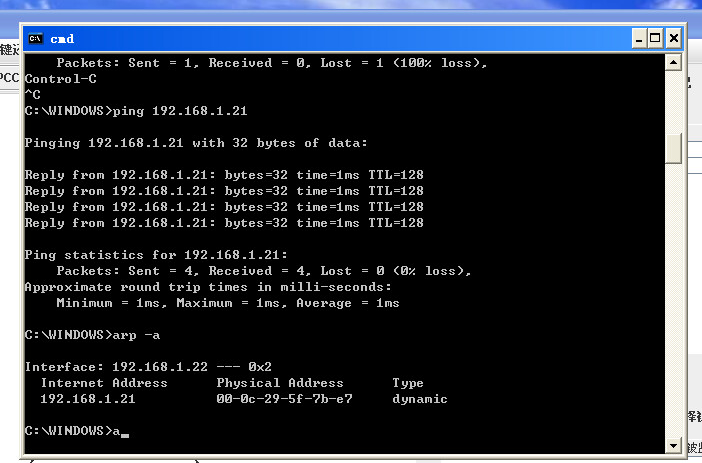 cmd
Packets: Sent = 1, Received = 0, Lost = 1 (100% loss),
Control-C
^C
C:\WINDOWS>ping 192.168.1.21
Pinging 192.168.1.21 with 32 bytes of data:
Reply from 192.168.1.21: bytes=32 time=1ms TTL=128
Reply from 192.168.1.21: bytes=32 time=1ms TTL=128
Reply from 192.168.1.21: bytes=32 time=1ms TTL=128
Reply from 192.168.1.21: bytes=32 time=1ms TTL=128
Ping statistics for 192.168.1.21:
Packets: Sent = 4, Received = 4, Lost = 0 (0% loss),
Approximate round trip times in milli-seconds:
Minimum = 1ms, Maximum = 1ms, Average = 1ms
C:\WINDOWS>arp -a
Interface: 192.168.1.22 --- 0x2
Internet Address Physical Address Type
192.168.1.21 00-0c-29-5f-7b-e7 dynamic
C:\WINDOWS>a